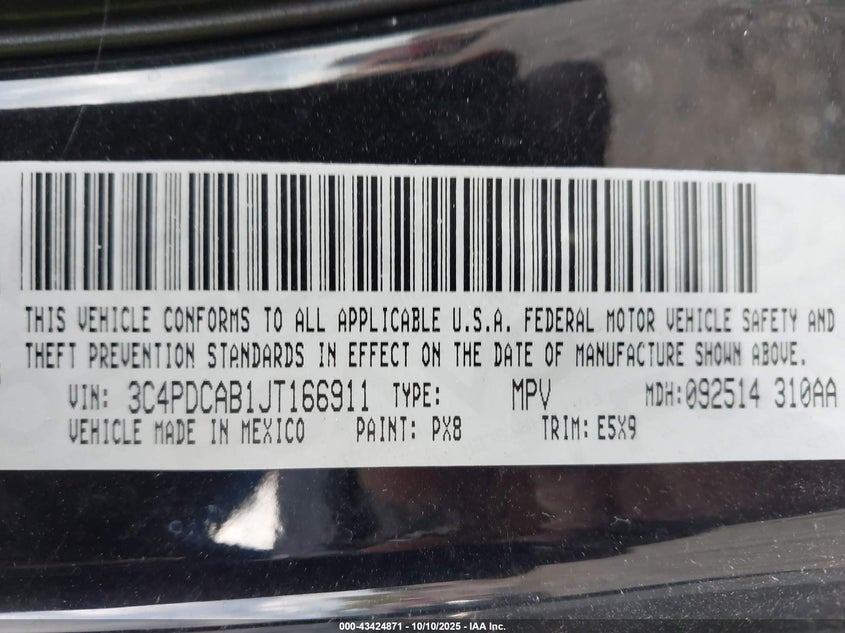 THIS VEHICLE CONFORMS TO ALL APPLICABLE U.S.A. FEDERAL MOTOR VEHICLE SAFETY AND
THEFT PREVENTION STANDARDS IN EFFECT ON THE DATE OF MANUFACTURE SHOWN ABOVE.
VIN: 3C4PDCAB1JT166911 TYPE: MPV MDH: 092514 310AA
VEHICLE MADE IN MEXICO PAINT: PX8 TRIM: E5X9
000-43424871 - 10/10/2025 - IAA Inc.